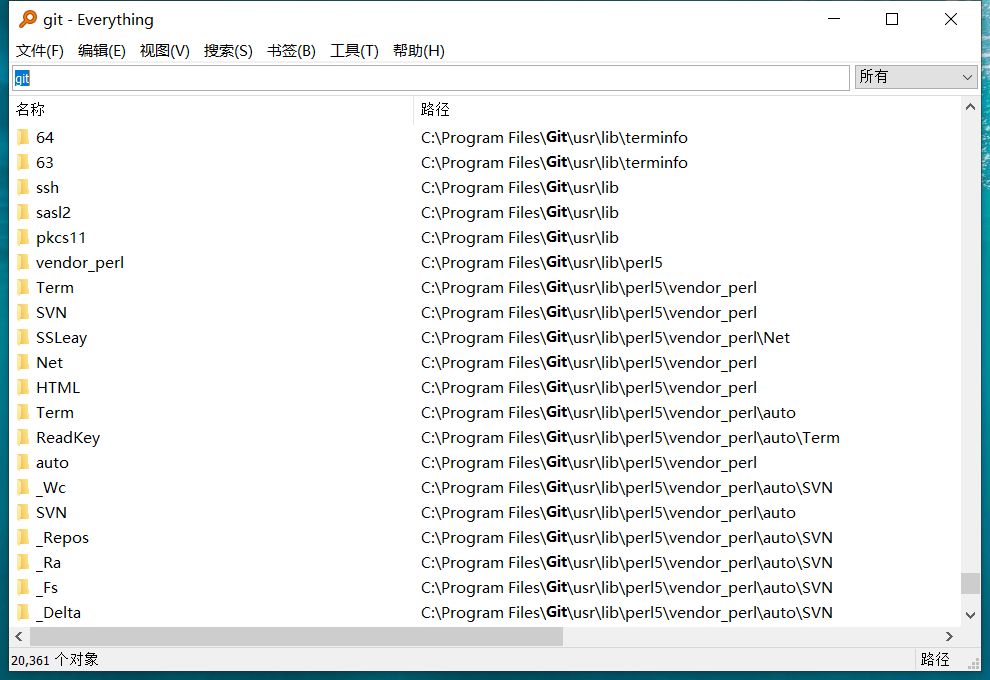 git - Everything
文件(F) 编辑(E) 视图(V) 搜索(S) 书签(B) 工具(T) 帮助(H)
git 所有
名称 路径
64 C:\Program Files\Git\usr\lib\terminfo
63 C:\Program Files\Git\usr\lib\terminfo
ssh C:\Program Files\Git\usr\lib
sasl2 C:\Program Files\Git\usr\lib
pkcs11 C:\Program Files\Git\usr\lib
vendor_perl C:\Program Files\Git\usr\lib\perl5
Term C:\Program Files\Git\usr\lib\perl5\vendor_perl
SVN C:\Program Files\Git\usr\lib\perl5\vendor_perl
SSLeay C:\Program Files\Git\usr\lib\perl5\vendor_perl\Net
Net C:\Program Files\Git\usr\lib\perl5\vendor_perl
HTML C:\Program Files\Git\usr\lib\perl5\vendor_perl
Term C:\Program Files\Git\usr\lib\perl5\vendor_perl\auto
ReadKey C:\Program Files\Git\usr\lib\perl5\vendor_perl\auto\Term
auto C:\Program Files\Git\usr\lib\perl5\vendor_perl
_Wc C:\Program Files\Git\usr\lib\perl5\vendor_perl\auto\SVN
SVN C:\Program Files\Git\usr\lib\perl5\vendor_perl\auto
_Repos C:\Program Files\Git\usr\lib\perl5\vendor_perl\auto\SVN
_Ra C:\Program Files\Git\usr\lib\perl5\vendor_perl\auto\SVN
_Fs C:\Program Files\Git\usr\lib\perl5\vendor_perl\auto\SVN
_Delta C:\Program Files\Git\usr\lib\perl5\vendor_perl\auto\SVN
20,361 个对象 路径